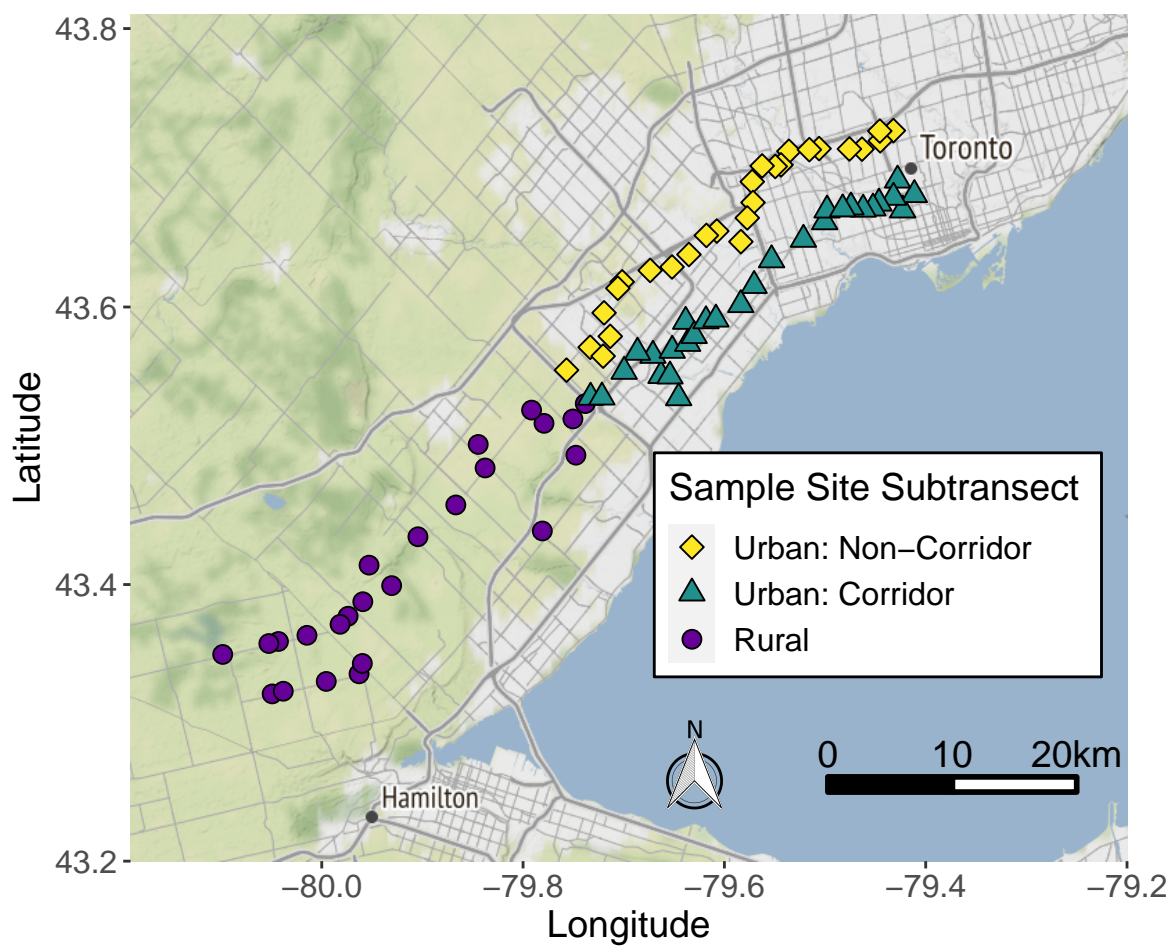 43.8
43.6
43.4
43.2
Latitude
Toronto
Sample Site Subtransect
Urban: Non−Corridor
Urban: Corridor
Rural
N
0 10 20km
Hamilton
−80.0 −79.8 −79.6 −79.4 −79.2
Longitude